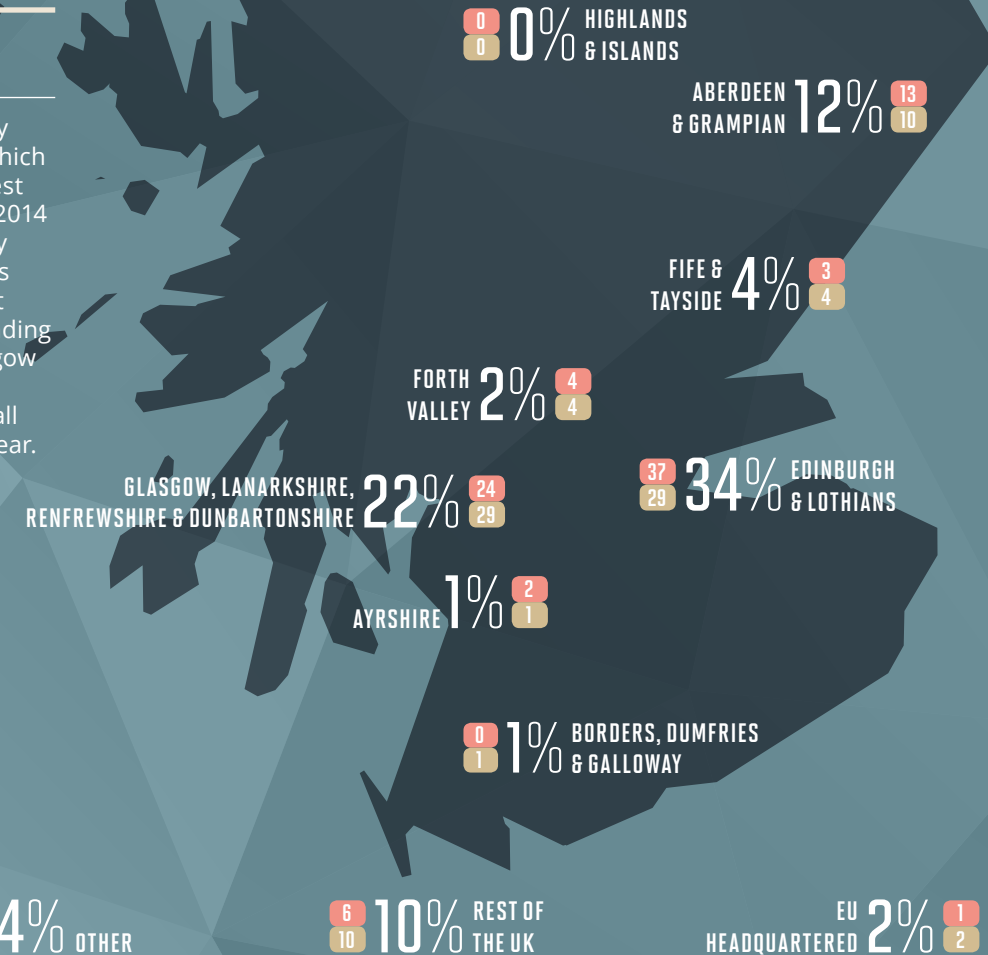 0
0
0% HIGHLANDS
& ISLANDS
ABERDEEN
& GRAMPIAN 12%
13
10
2014
FIFE &
TAYSIDE 4%
3
4
FORTH
VALLEY 2%
4
4
GLASGOW, LANARKSHIRE,
RENFREWSHIRE & DUNBARTONSHIRE 22%
24
29
37
29
34% EDINBURGH
& LOTHIANS
AYRSHIRE 1%
2
1
0
1
1% BORDERS, DUMFRIES
& GALLOWAY
4% OTHER
6
10
10% REST OF
THE UK
EU
HEADQUARTERED 2%
1
2